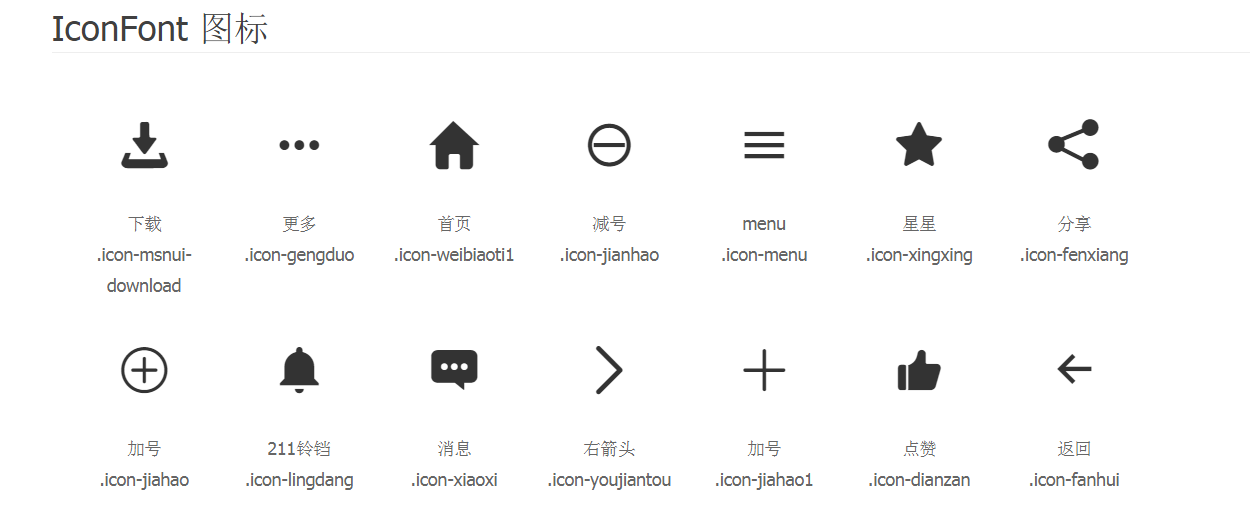 IconFont 图标
下载
更多
首页
减号
menu
星星
分享
.icon-msnui-
download
.icon-gengduo
.icon-weibiaoti1
.icon-jianhao
.icon-menu
.icon-xingxing
.icon-fenxiang
加号
211铃铛
消息
右箭头
加号
点赞
返回
.icon-jiahao
.icon-lingdang
.icon-xiaoxi
.icon-youjiantou
.icon-jiahao1
.icon-dianzan
.icon-fanhui